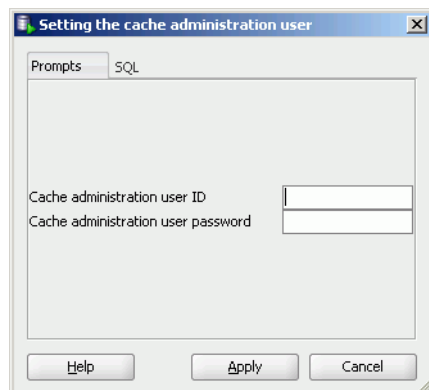 Setting the cache administration user
Prompts SQL
Cache administration user ID
Cache administration user password
Help Apply Cancel